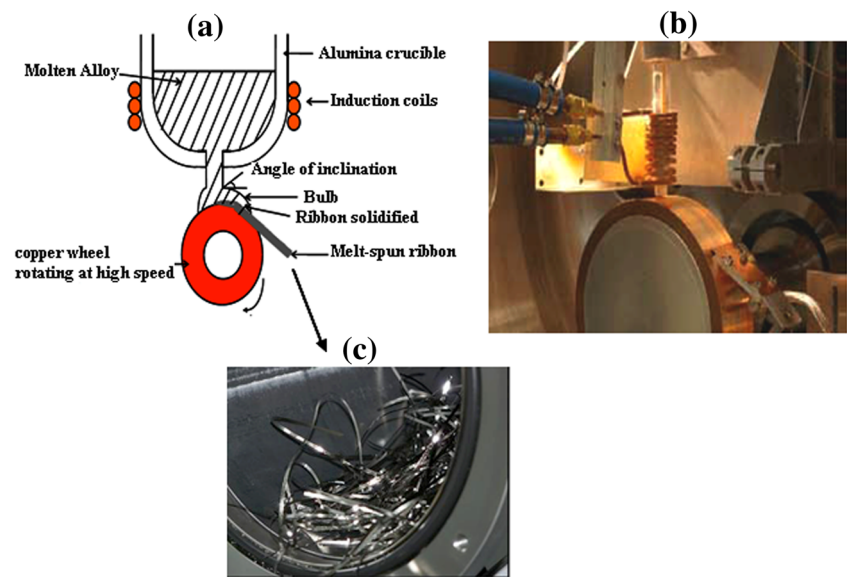 (a)
(b)
Alumina crucible
Molten Alloy
Induction coils
Angle of inclination
Bulb
Ribbon solidified
copper wheel
rotating at high speed
Melt-spun ribbon
(c)